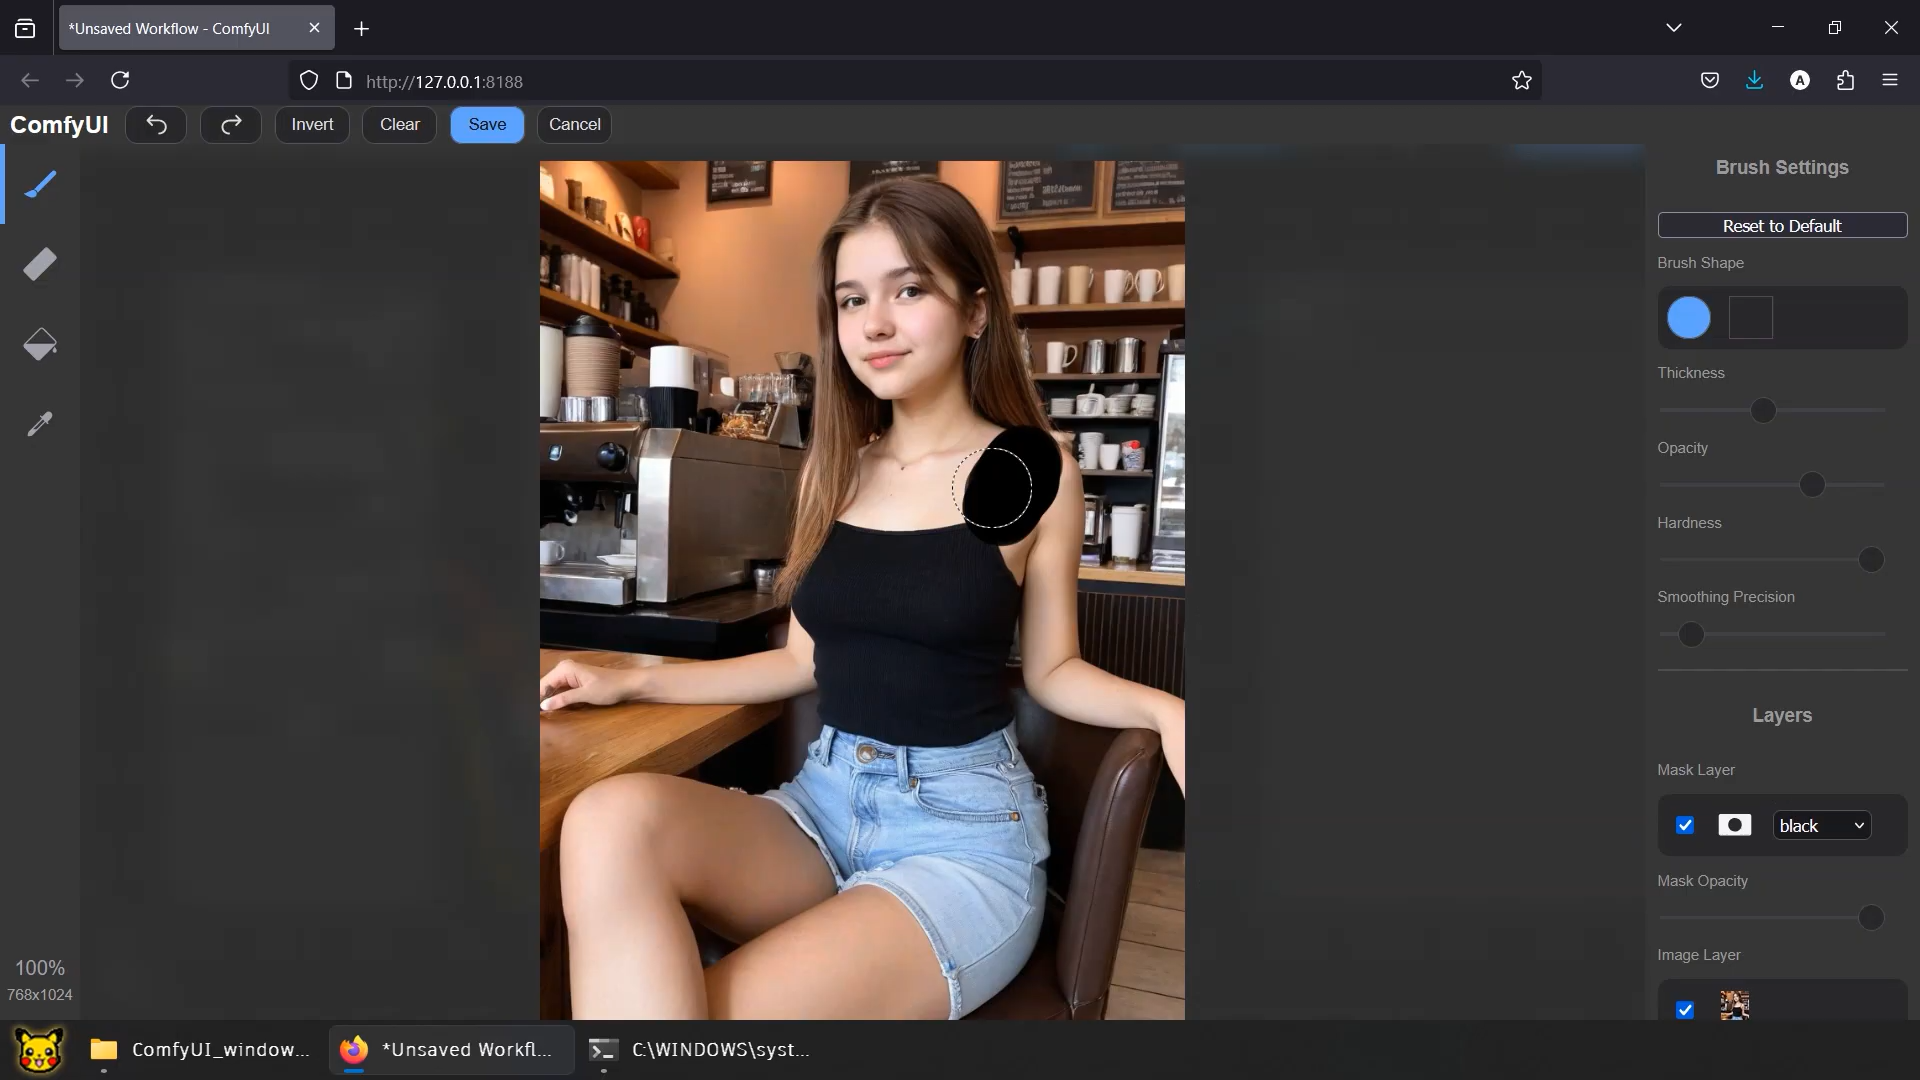 *Unsaved Workflow - ComfyUI
http://127.0.0.1:8188
ComfyUI
Invert
Clear
Save
Cancel
Brush Settings
Reset to Default
Brush Shape
Thickness
Opacity
Hardness
Smoothing Precision
Layers
Mask Layer
black
Mask Opacity
Image Layer
100%
768x1024
ComfyUI_window...
*Unsaved Workfl...
C:\WINDOWS\syst...